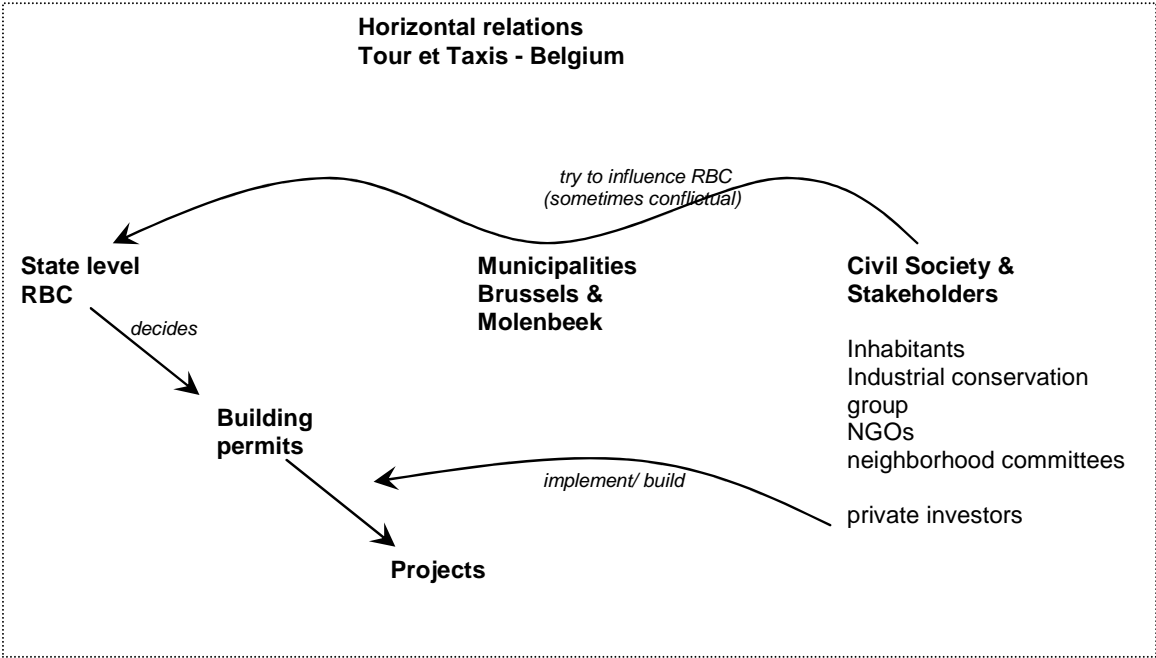 Horizontal relations
Tour et Taxis - Belgium
try to influence RBC
(sometimes conflictual)
State level
RBC
Municipalities
Brussels &
Molenbeek
Civil Society &
Stakeholders
decides
Inhabitants
Industrial conservation
group
NGOs
neighborhood committees
Building
permits
implement/ build
private investors
Projects